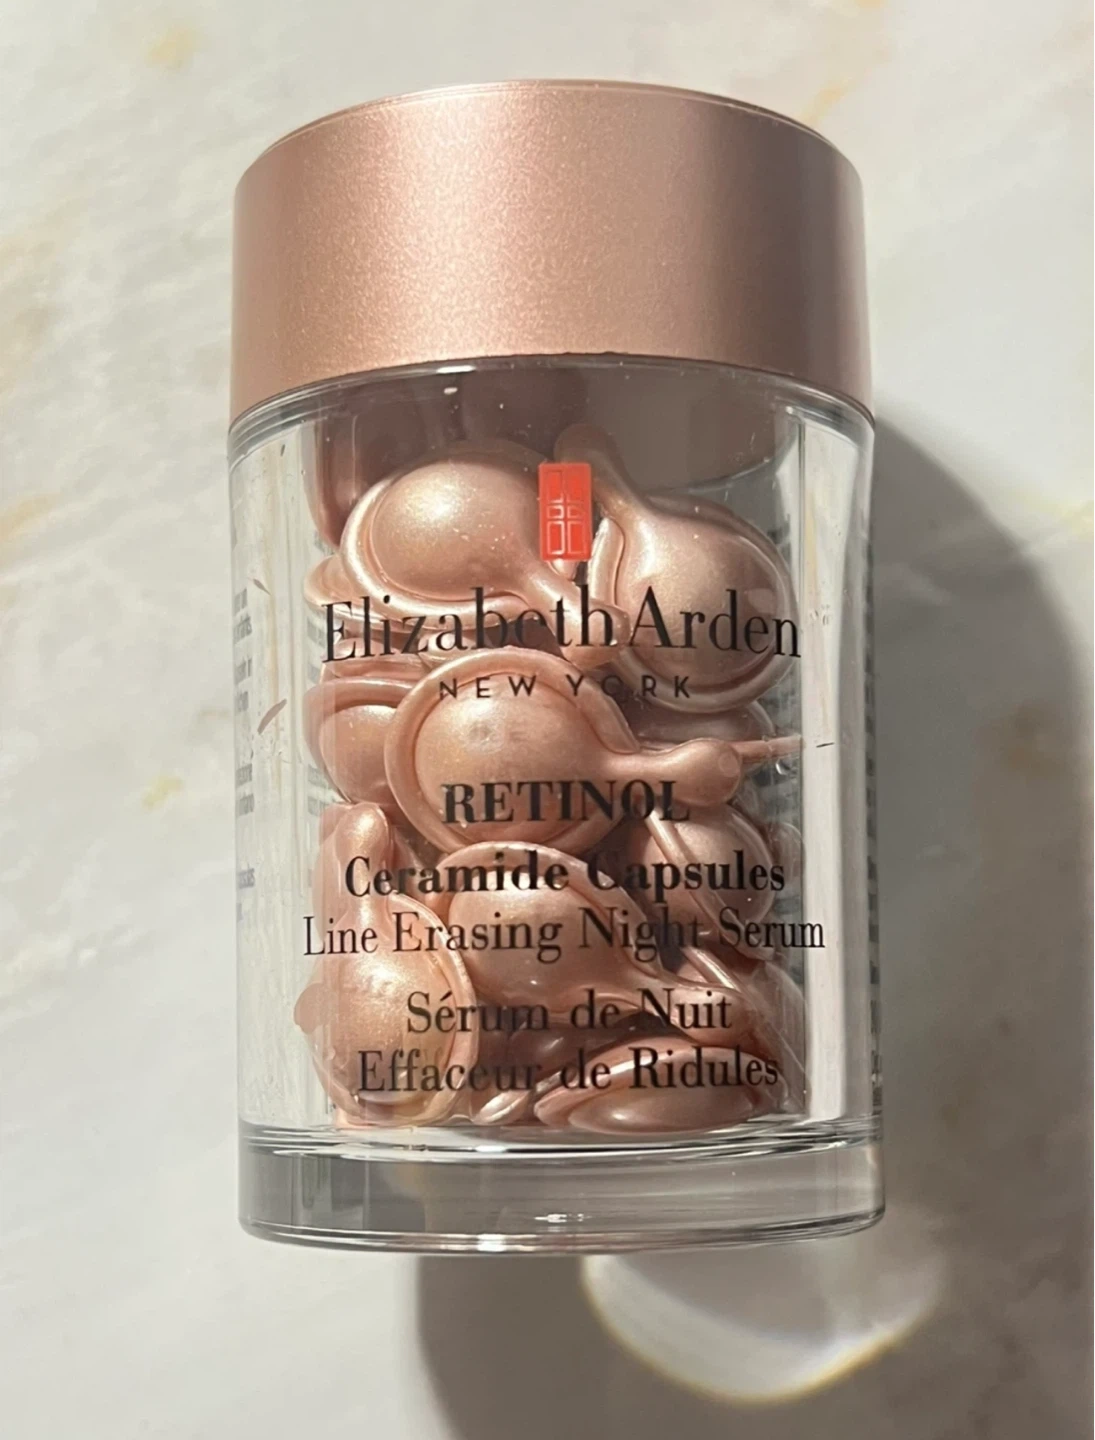 Elizabeth Arden
NEW YORK
RETINOL
Ceramide Capsules
Line Erasing Night Serum
Sérum de Nuit
Effaceur de Ridules